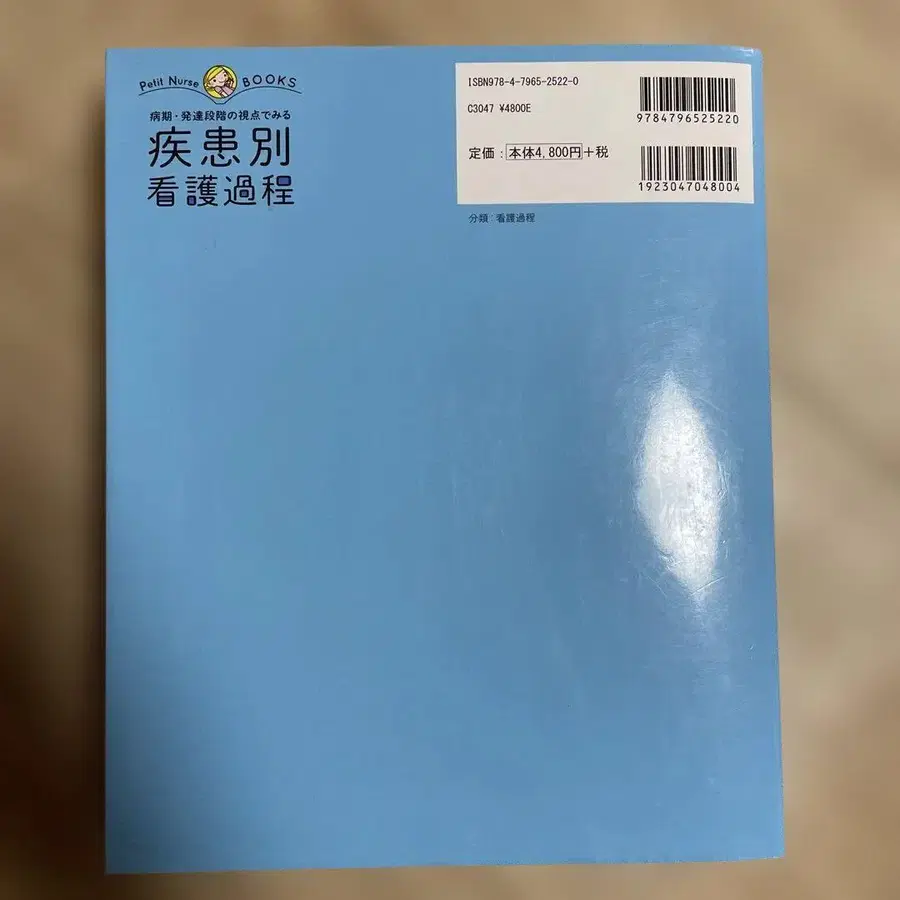 Petit Nurse BOOKS
病期・発達段階の視点でみる
疾患別
看護過程
ISBN978-4-7965-2522-0
C3047 ¥4800E
定価：本体4,800円＋税
9784796525220
1923047048004
分類：看護過程